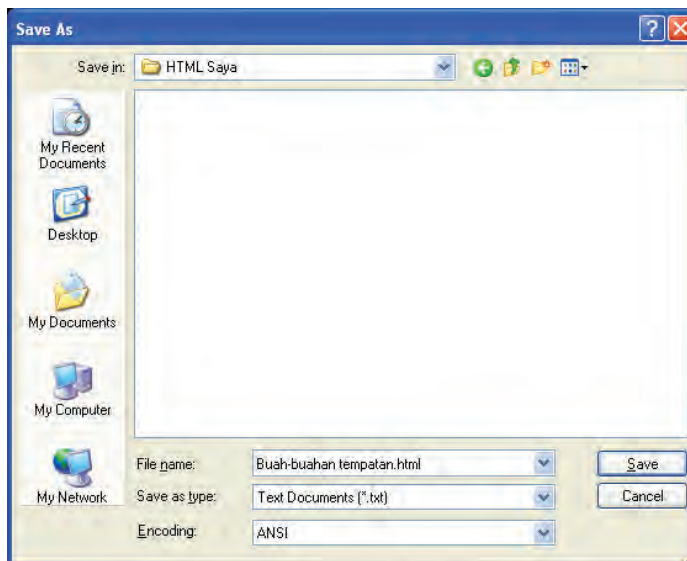 Save As
Save in: HTML Saya
My Recent
Documents
Desktop
My Documents
My Computer
My Network
File name: Buah-buahan tempatan.html Save
Save as type: Text Documents (*.txt) Cancel
Encoding: ANSI